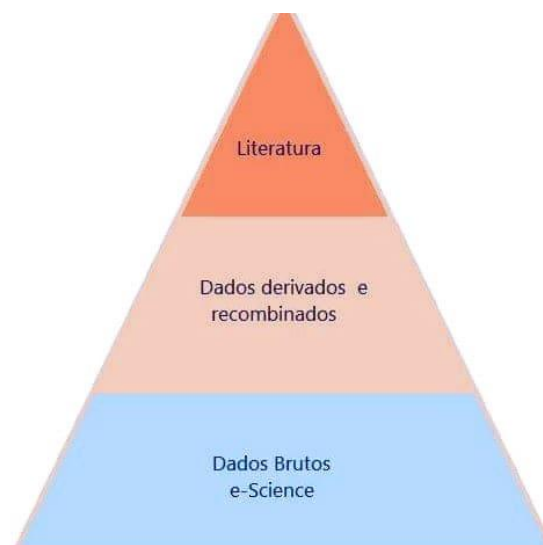 Literatura
Dados derivados e
recombinados
Dados Brutos
e-Science